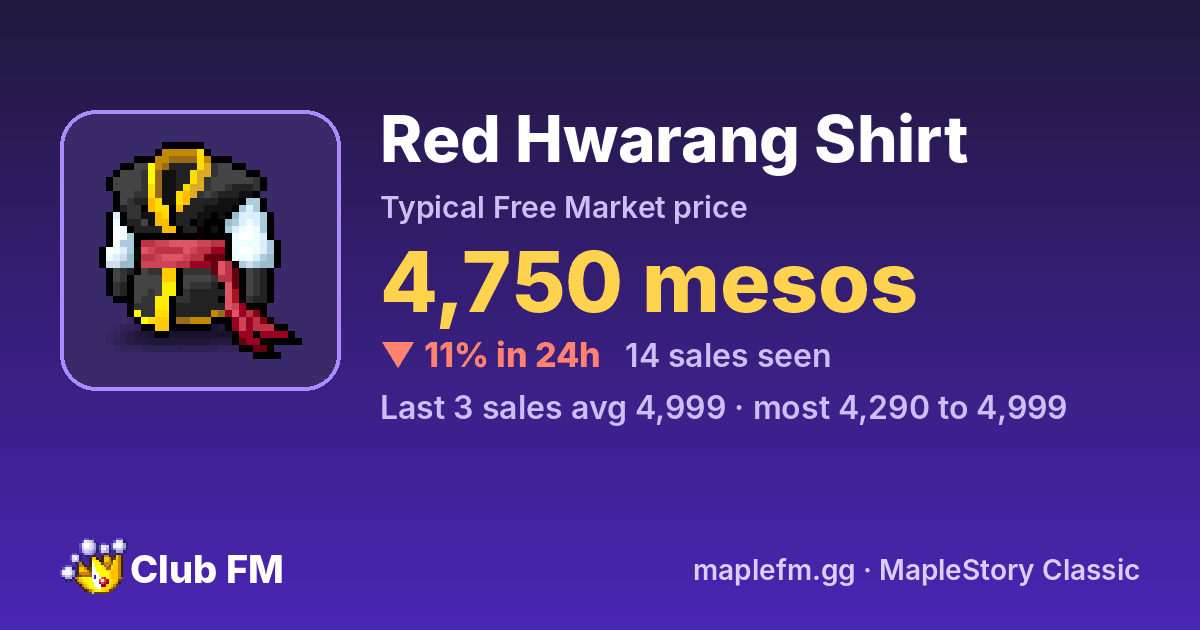 Red Hwarang Shirt
Typical Free Market price
4,750 mesos
▼ 11% in 24h 14 sales seen
Last 3 sales avg 4,999 · most 4,290 to 4,999
Club FM
maplefm.gg · MapleStory Classic